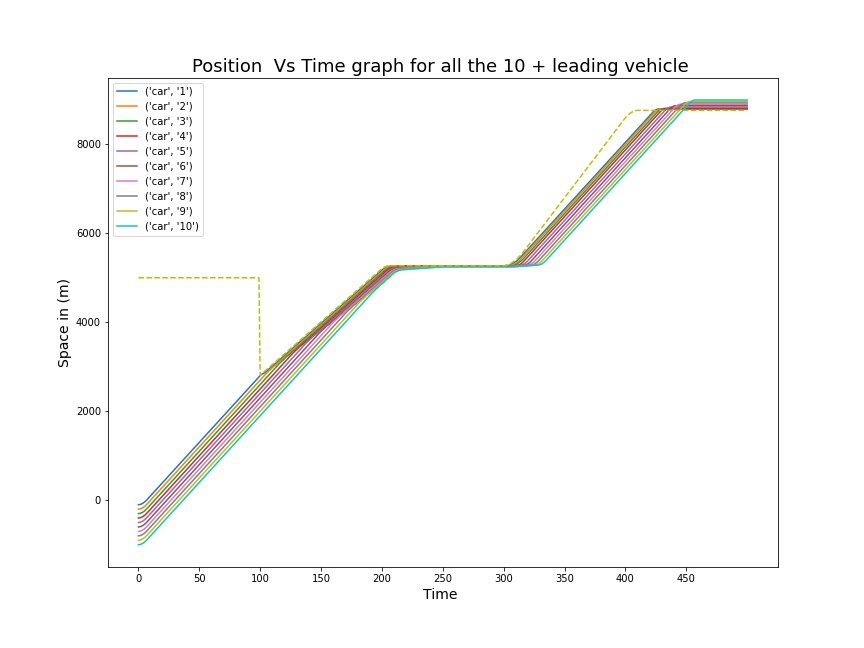 Position  Vs Time graph for all the 10 + leading vehicle
('car', '1')
('car', '2')
('car', '3')
('car', '4')
('car', '5')
('car', '6')
('car', '7')
('car', '8')
('car', '9')
('car', '10')
8000
6000
4000
2000
0
Space in (m)
0 50 100 150 200 250 300 350 400 450
Time